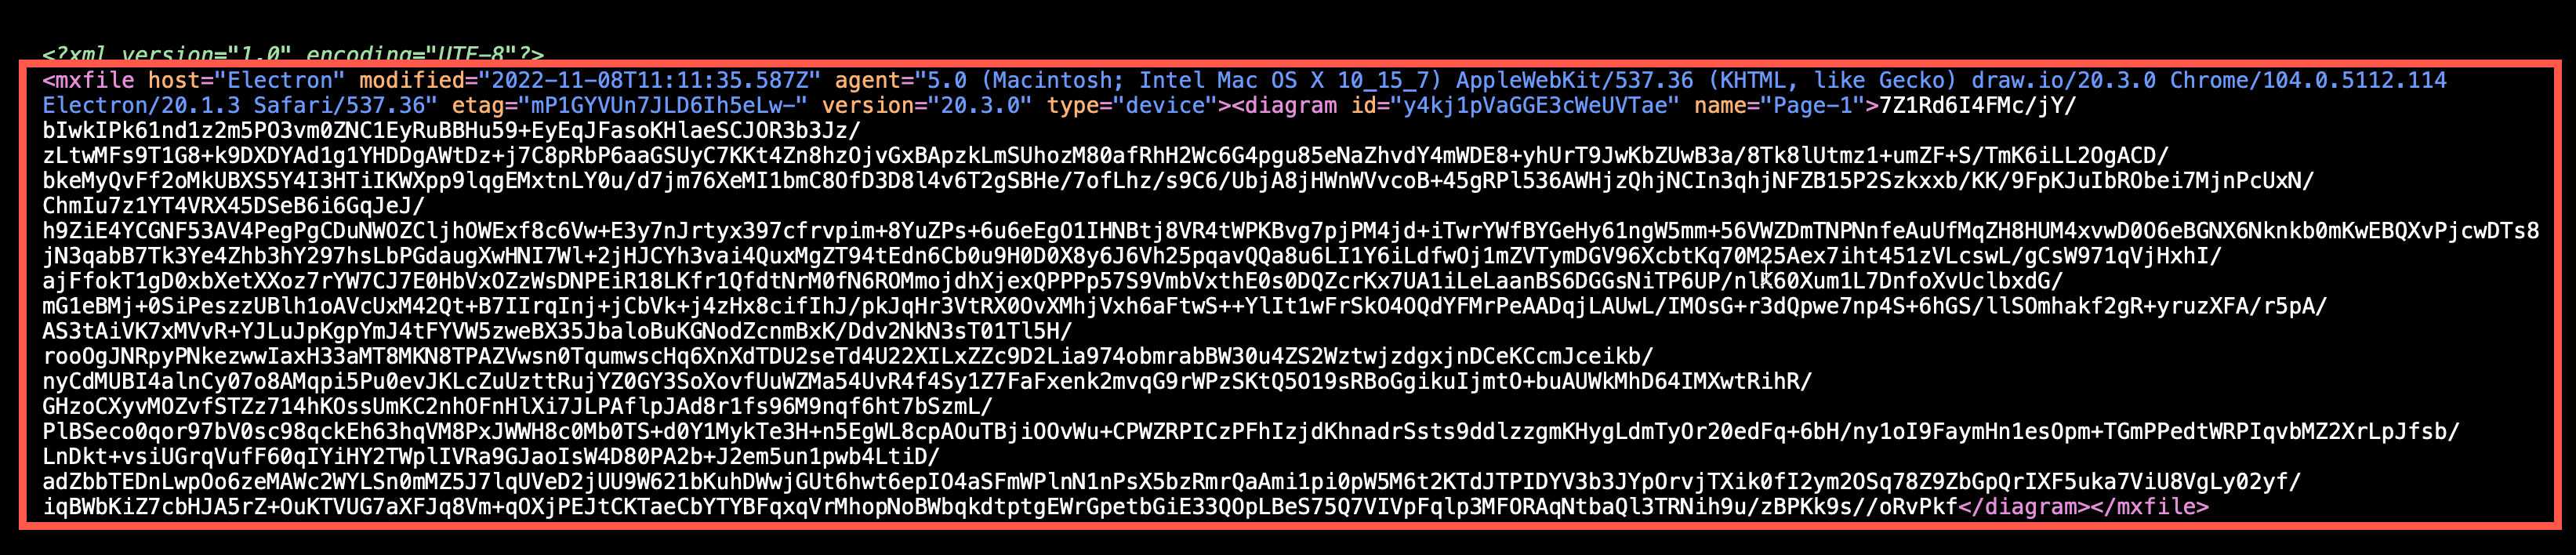 <?xml version="1.0" encoding="UTF-8"?>
<mxfile host="Electron" modified="2022-11-08T11:11:35.587Z" agent="5.0 (Macintosh; Intel Mac OS X 10_15_7) AppleWebKit/537.36 (KHTML, like Gecko) draw.io/20.3.0 Chrome/104.0.5112.114
Electron/20.1.3 Safari/537.36" etag="mP1GYVUn7JLD6Ih5eLw-" version="20.3.0" type="device"><diagram id="y4kj1pVaGGE3cWeUVTae" name="Page-1">7Z1Rd6I4FMc/jY/
bIwkIPk61nd1z2m5PO3vm0ZNC1EyRuBBHu59+EyEqJFasoKHlaeSCJOR3b3Jz/
zLtwMFs9T1G8+k9DXDYAd1g1YHDDgAWtDz+j7C8pRbP6aaGSUyC7KKt4Zn8hzOjvGxBApzkLmSUhozM80afRhH2Wc6G4pgu85eNaZhvdY4mWDE8+yhUrT9JwKbZUwB3a/8Tk8lUtmz1+umZF+S/TmK6iLL2OgACD/
bkeMyQvFf2oMkUBXS5Y4I3HTiIKWXpp9lqgEMxtnLY0u/d7jm76XeMI1bmC8OfD3D8l4v6T2gSBHe/7ofLhz/s9C6/UbjA8jHWnWVvcoB+45gRPl536AWHjzQhjNCIn3qhjNFZB15P2Szkxxb/KK/9FpKJuIbRObei7MjnPcUxN/
ChmIu7z1YT4VRX45DSeB6i6GqJeJ/
h9ZiE4YCGNF53AV4PegPgCDuNWOZCljhOWExf8c6Vw+E3y7nJrtyx397cfrvpim+8YuZPs+6u6eEgO1IHNBtj8VR4tWPKBvg7pjPM4jd+iTwrYWfBYGeHy61ngW5mm+56VWZDmTNPNnfeAuUfMqZH8HUM4xvwD0O6eBGNX6Nknkb0mKwEBQXvPjcwDTs8
jN3qabB7Tk3Ye4Zhb3hY297hsLbPGdaugXwHNI7Wl+2jHJCYh3vai4QuxMgZT94tEdn6Cb0u9H0D0X8y6J6Vh25pqavQQa8u6LI1Y6iLdfwOj1mZVTymDGV96XcbtKq70M25Aex7iht451zVLcswL/gCsW971qVjHxhI/
ajFfokT1gD0xbXetXXoz7rYW7CJ7E0HbVxOZzWsDNPEiR18LKfr1QfdtNrM0fN6ROMmojdhXjexQPPPp57S9VmbVxthE0s0DQZcrKx7UA1iLeLaanBS6DGGsNiTP6UP/nlK60Xum1L7DnfoXvUclbxdG/
mG1eBMj+0SiPeszzUBlh1oAVcUxM42Qt+B7IIrqInj+jCbVk+j4zHx8cifIhJ/pkJqHr3VtRX0OvXMhjVxh6aFtwS++YlIt1wFrSkO4OQdYFMrPeAADqjLAUwL/IMOsG+r3dQpwe7np4S+6hGS/llSOmhakf2gR+yruzXFA/r5pA/
AS3tAiVK7xMVvR+YJLuJpKgpYmJ4tFYVW5zweBX35JbaloBuKGNodZcnmBxK/Ddv2NkN3sT01Tl5H/
rooOgJNRpyPNkezwwIaxH33aMT8MKN8TPAZVwsn0TqumwscHq6XnXdTDU2seTd4U22XILxZZc9D2Lia974obmrabBW30u4ZS2WztwjzdgxjnDCeKCcmJceikb/
nyCdMUBI4alnCy07o8AMqpi5Pu0evJKLcZuUzttRujYZ0GY3SoXovfUuWZMa54UvR4f4Sy1Z7FaFxenk2mvqG9rWPzSKtQ5O19sRBoGgikuIjmtO+buAUWkMhD64IMXwtRihR/
GHzoCXyvMOZvfSTZz714hKOssUmKC2nhOFnHlXi7JLPAflpJAd8r1fs96M9nqf6ht7bSzmL/
PlBSeco0qor97bV0sc98qckEh63hqVM8PxJWWH8c0Mb0TS+d0Y1MykTe3H+n5EgWL8cpAOuTBjiOOvWu+CPWZRPICzPFhIzjdKhnadrSsts9ddlzzgmKHygLdmTyOr20edFq+6bH/ny1oI9FaymHn1esOpm+TGmPPedtWRPIqvbMZ2XrLpJfsb/
LnDkt+vsiUGrqVufF60qIYiHY2TWplIVRa9GJaoIsW4D80PA2b+J2em5un1pwb4LtiD/
adZbbTEDnLwpOo6zeMAWc2WYLSn0mMZ5J7lqUVeD2jUU9W621bKuhDWwjGUt6hwt6epIO4aSFmWPlnN1nPsX5bzRmrQaAmi1pi0pW5M6t2KTdJTPIDYV3b3JYpOrvjTXik0fI2ym2OSq78Z9ZbGpQrIXF5uka7ViU8VgLy02yf/
iqBWbKiZ7cbHJA5rZ+OuKTVUG7aXFJq8Vm+qOXjPEJtCKTaeCbYTYBFqxqVrMhopNoBWbqkdtptgEWrGpetbGiE33QOpLBeS75Q7VIVpFqlp3MFORAqNtbaQl3TRNih9u/zBPKk9s//oRvPkf</diagram></mxfile>